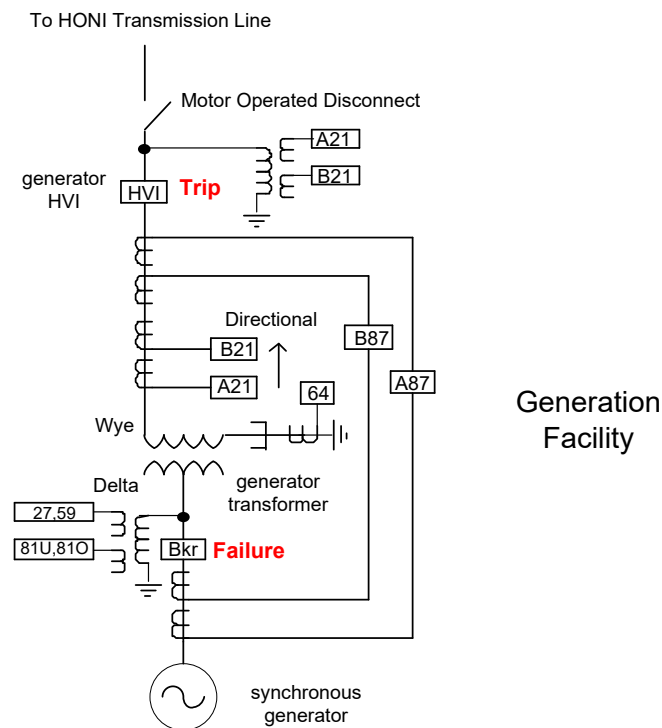 To HONI Transmission Line
Motor Operated Disconnect
A21
generator
HVI
HVI
Trip
B21
Directional
B21
B87
A21
A87
64
Generation
Facility
Wye
Delta
generator
transformer
27,59
81U,81O
Bkr
Failure
synchronous
generator